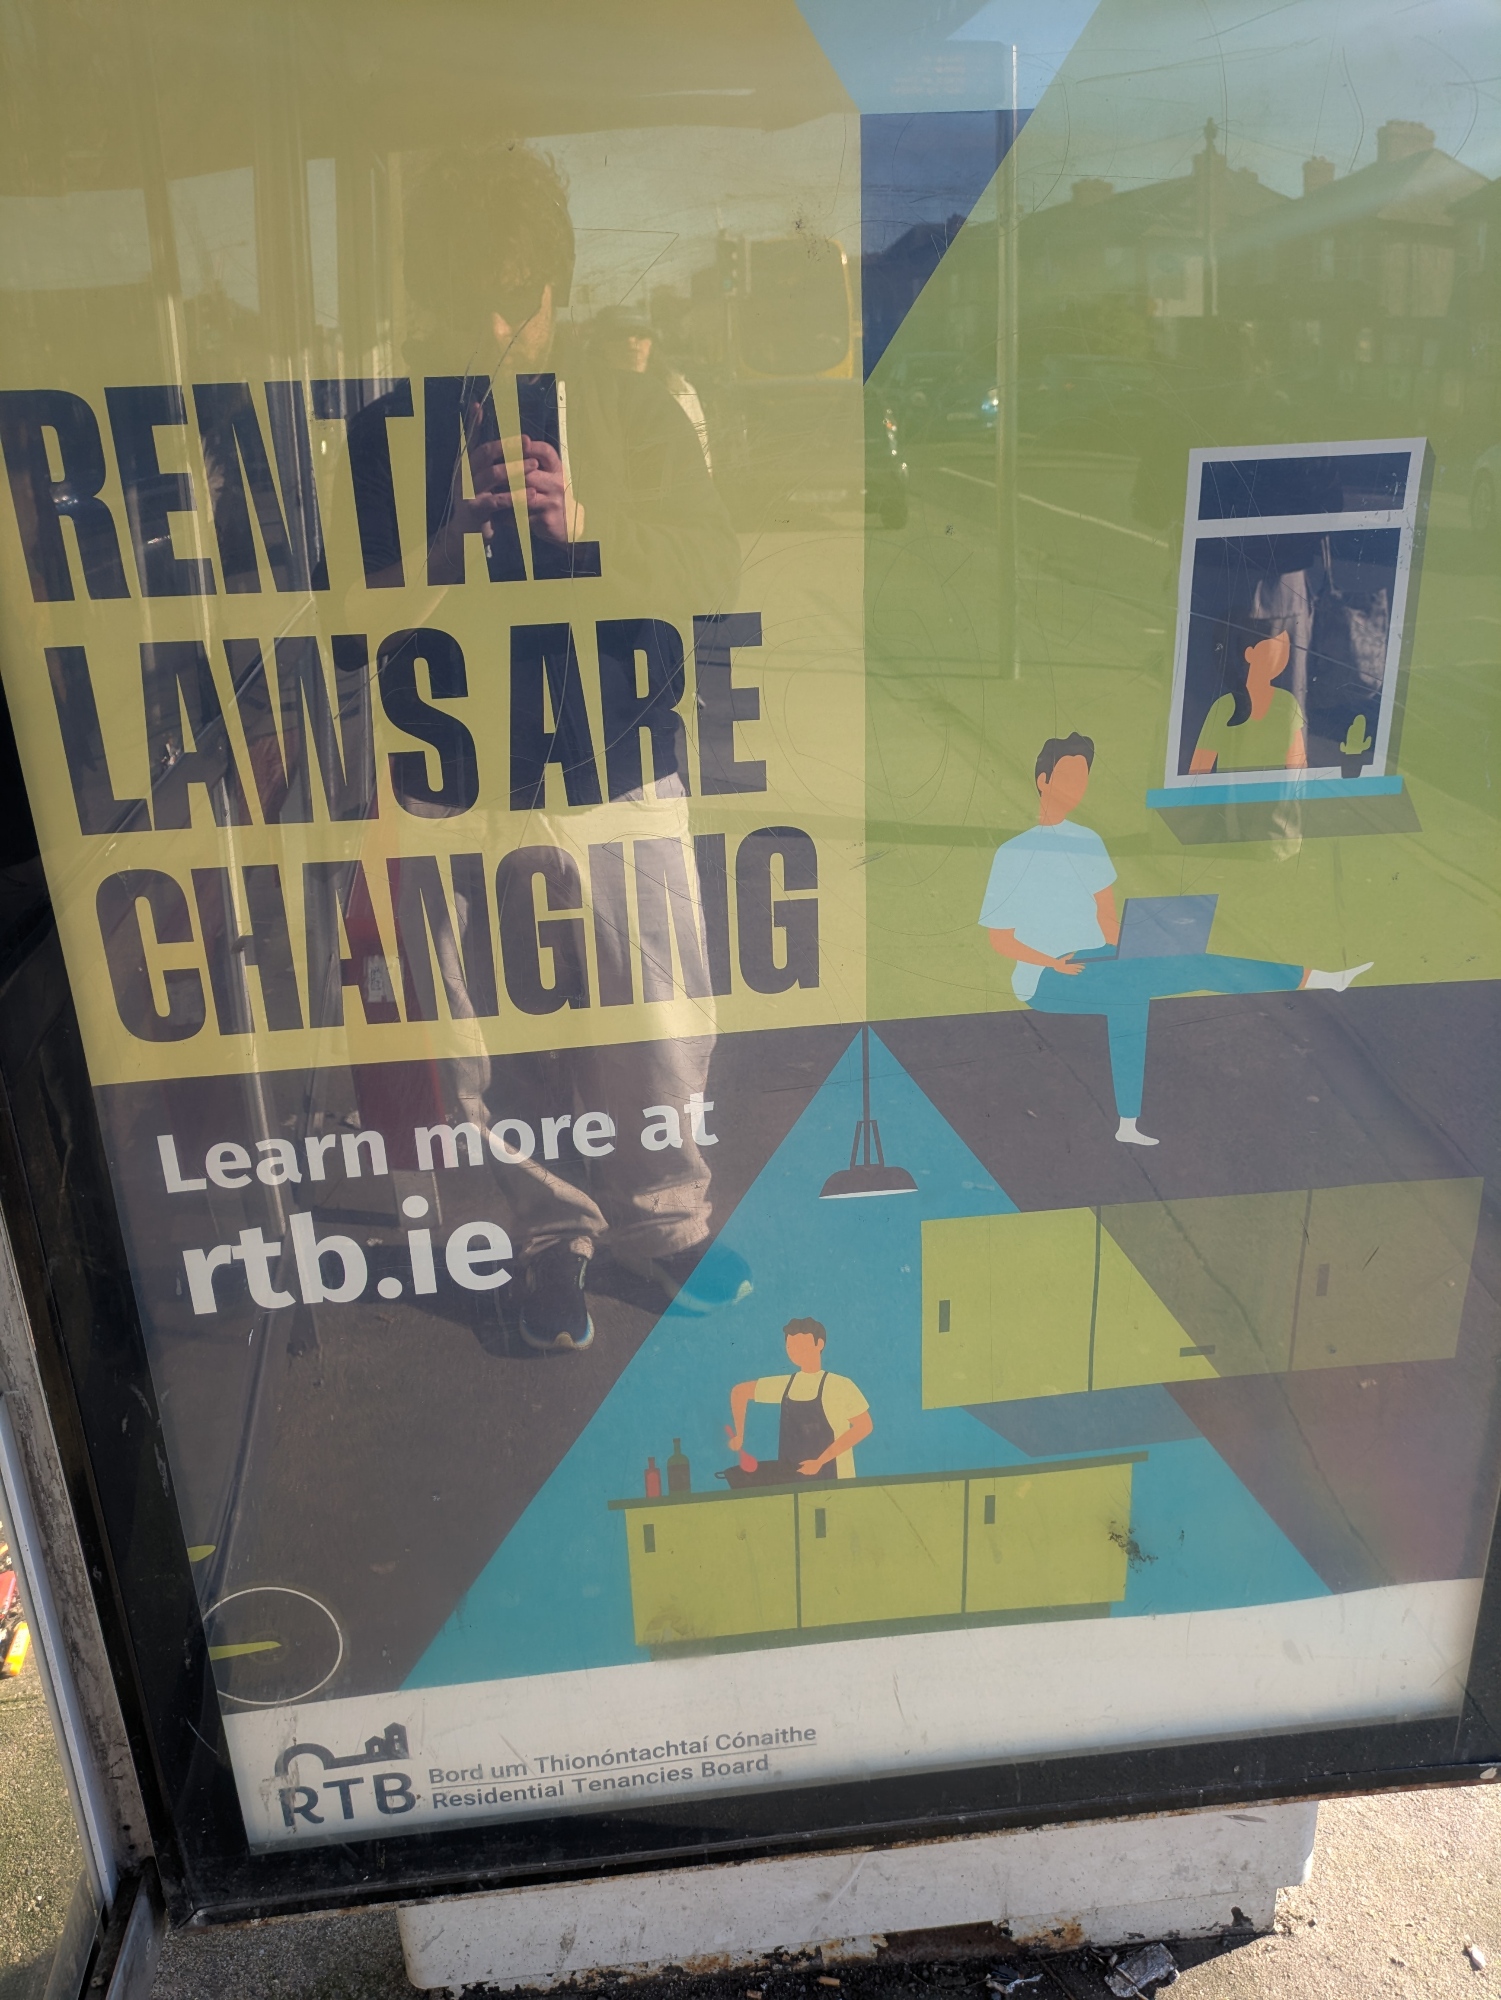 RENTAL
LAWS ARE
CHANGING
Learn more at
rtb.ie
RTB
Bord um Thionóntachtaí Cónaithe
Residential Tenancies Board